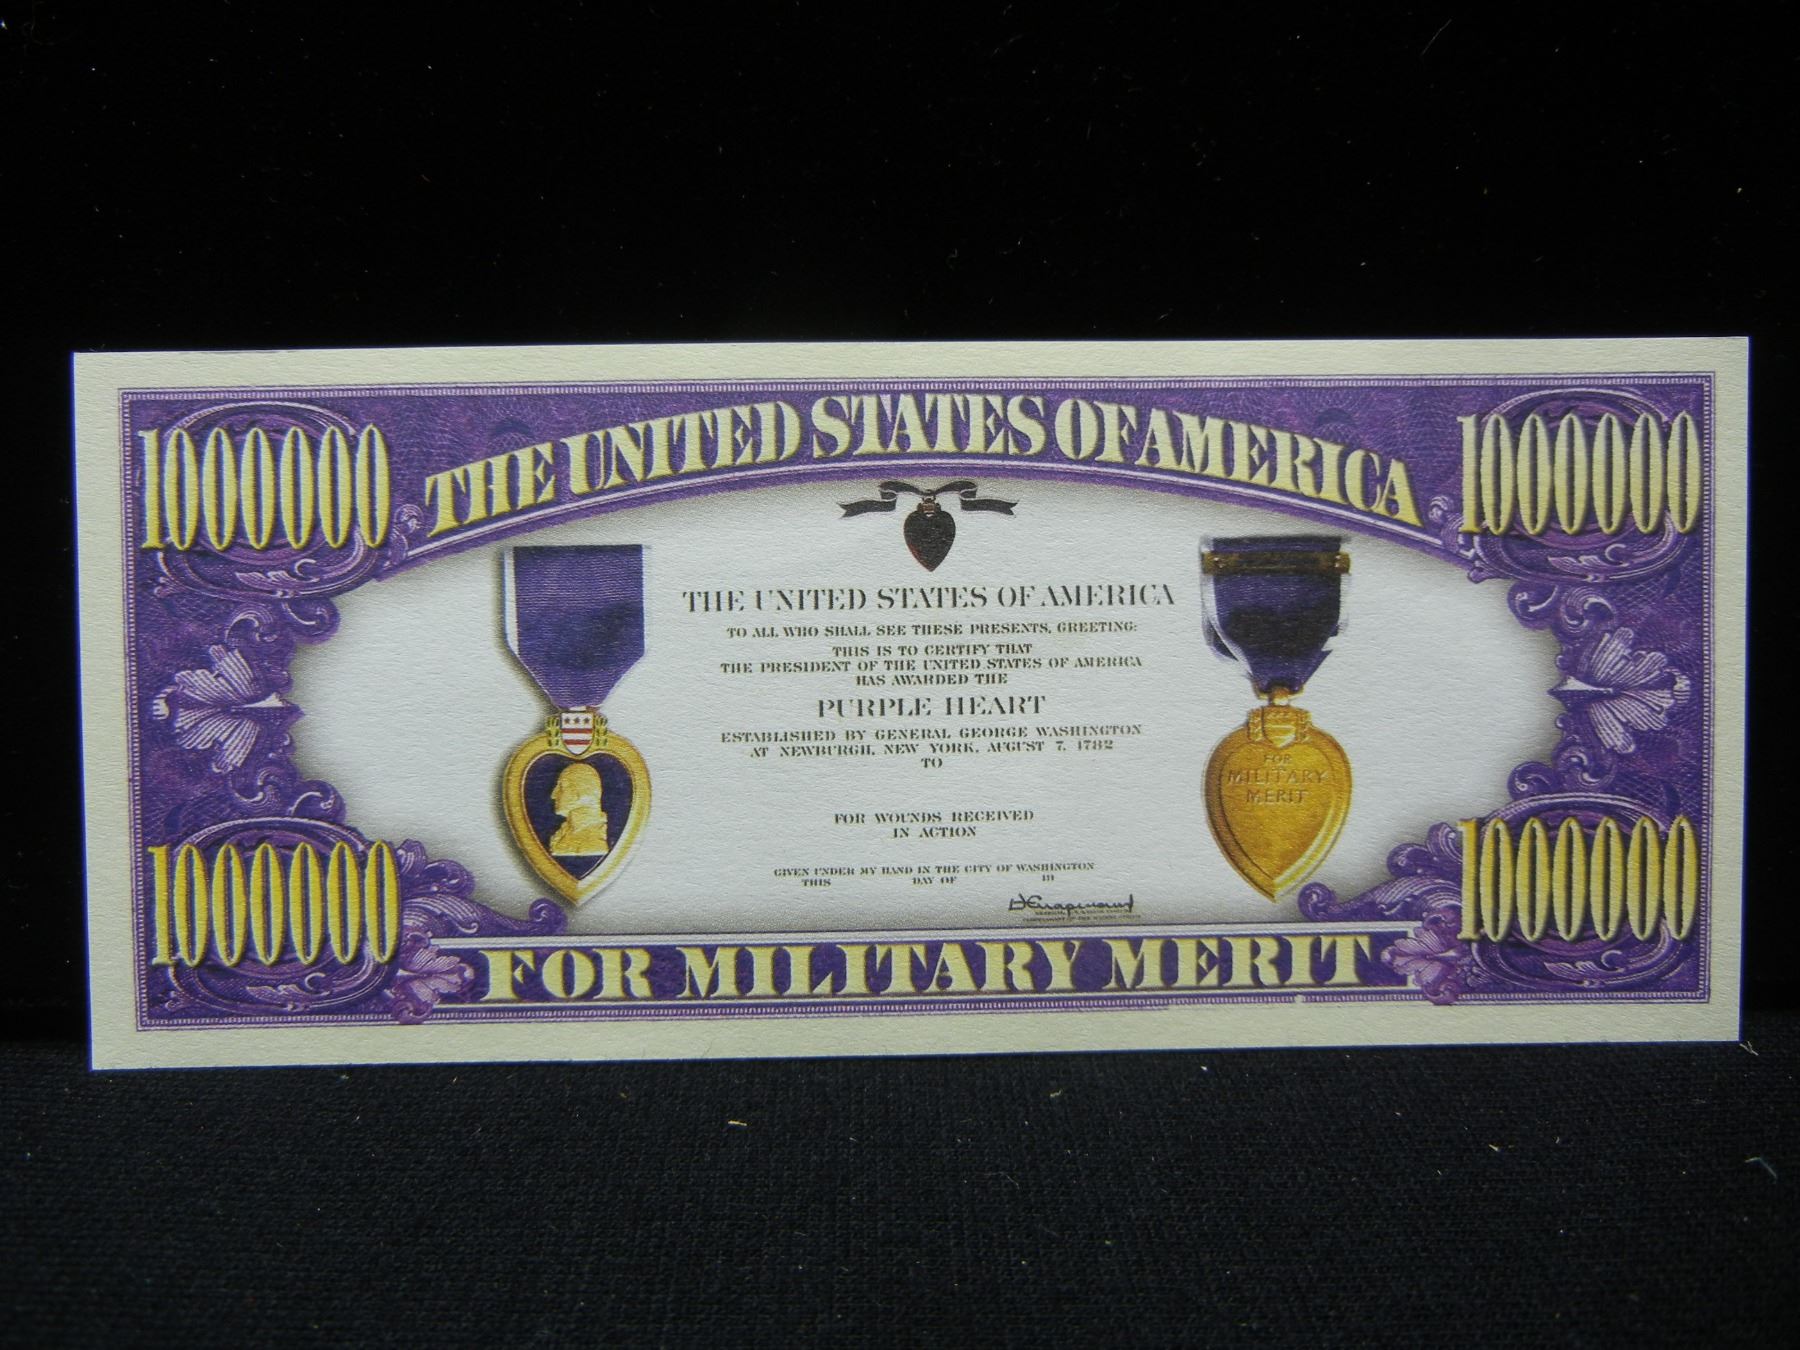 1000000
THE UNITED STATES OF AMERICA
1000000
THE UNITED STATES OF AMERICA
TO ALL WHO SHALL SEE THESE PRESENTS, GREETING:
THIS IS TO CERTIFY THAT
THE PRESIDENT OF THE UNITED STATES OF AMERICA
HAS AWARDED THE
PURPLE HEART
ESTABLISHED BY GENERAL GEORGE WASHINGTON
AT NEWBURGH, NEW YORK, AUGUST 7, 1782
TO
FOR
MILITARY
MERIT
FOR WOUNDS RECEIVED
IN ACTION
GIVEN UNDER MY HAND IN THE CITY OF WASHINGTON
THIS DAY OF 19
1000000
FOR MILITARY MERIT
1000000